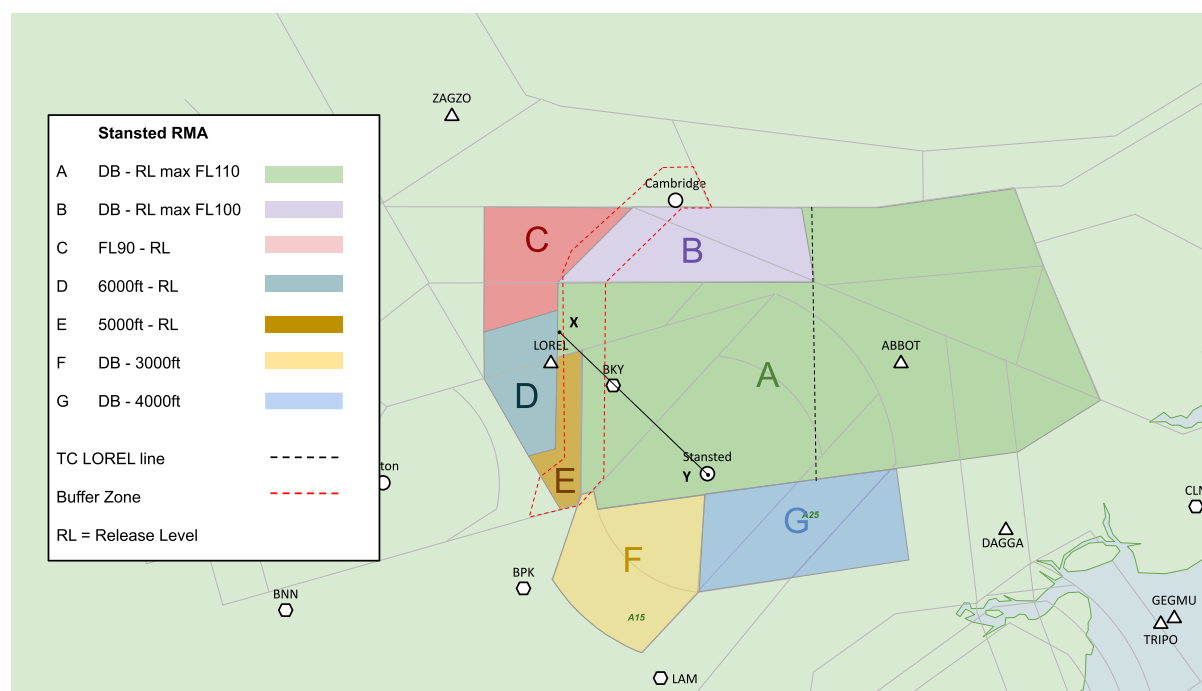 ZAGZO
Stansted RMA
A DB - RL max FL110
B DB - RL max FL100
C FL90 - RL
D 6000ft - RL
E 5000ft - RL
F DB - 3000ft
G DB - 4000ft
TC LOREL line
Buffer Zone
RL = Release Level
Cambridge
C
B
X
LOREL
BKY
ABBOT
A
D
Stansted
Y
ton
E
CLN
G
A25
DAGGA
F
BPK
BNN
A15
GEGMU
TRIPO
LAM